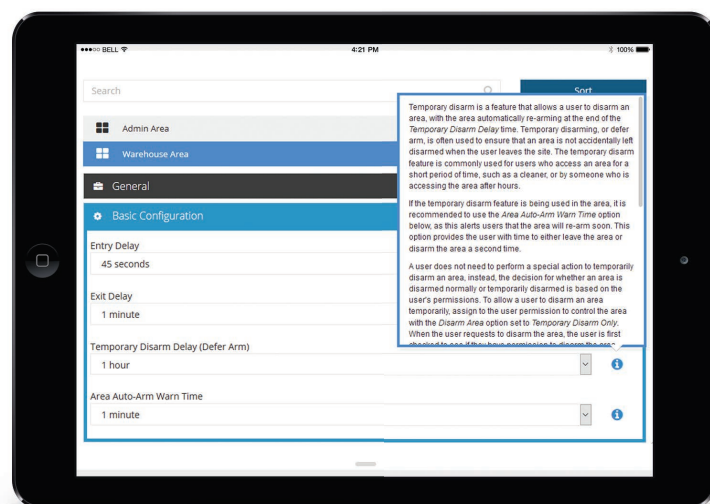 BELL
4:21 PM
100%
Search
Sort
Admin Area
Warehouse Area
General
Basic Configuration
Entry Delay
45 seconds
Exit Delay
1 minute
Temporary Disarm Delay (Defer Arm)
1 hour
Area Auto-Arm Warn Time
1 minute
Temporary disarm is a feature that allows a user to disarm an
area, with the area automatically re-arming at the end of the
Temporary Disarm Delay time. Temporary disarming, or defer
arm, is often used to ensure that an area is not accidentally left
disarmed when the user leaves the site. The temporary disarm
feature is commonly used for users who access an area for a
short period of time, such as a cleaner, or by someone who is
accessing the area after hours.
If the temporary disarm feature is being used in the area, it is
recommended to use the Area Auto-Arm Warn Time option
below, as this alerts users that the area will re-arm soon. This
option provides the user with time to either leave the area or
disarm the area a second time.
A user does not need to perform a special action to temporarily
disarm an area, instead, the decision for whether an area is
disarmed normally or temporarily disarmed is based on the
user's permissions. To allow a user to disarm an area
temporarily, assign to the user permission to control the area
with the Disarm Area option set to Temporary Disarm Only.
When the user requests to disarm the area, the user is first
checked to see if they have permission to disarm the area